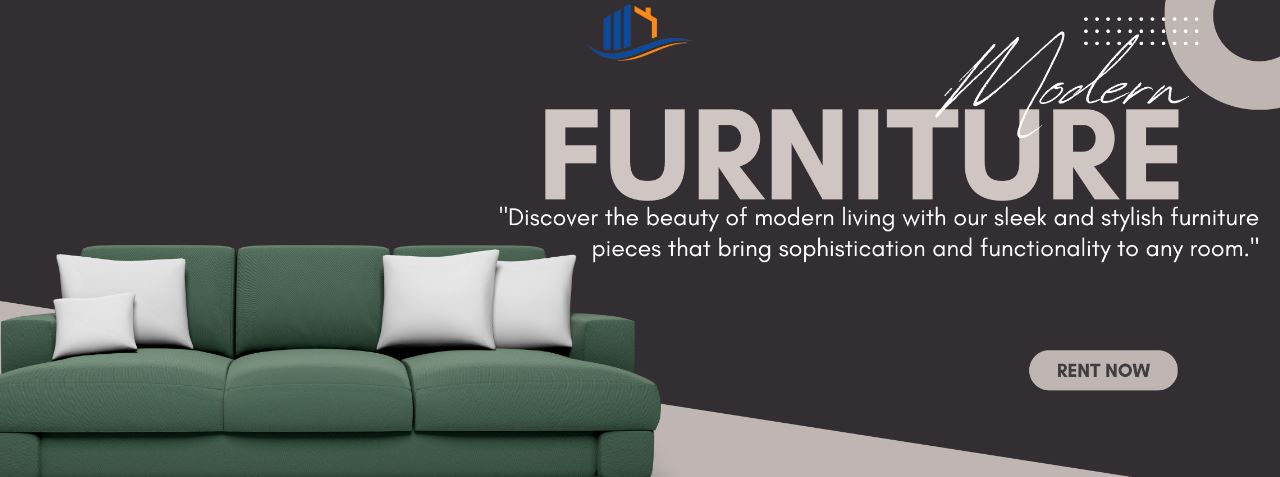 Modern
FURNITURE
"Discover the beauty of modern living with our sleek and stylish furniture
pieces that bring sophistication and functionality to any room."
RENT NOW